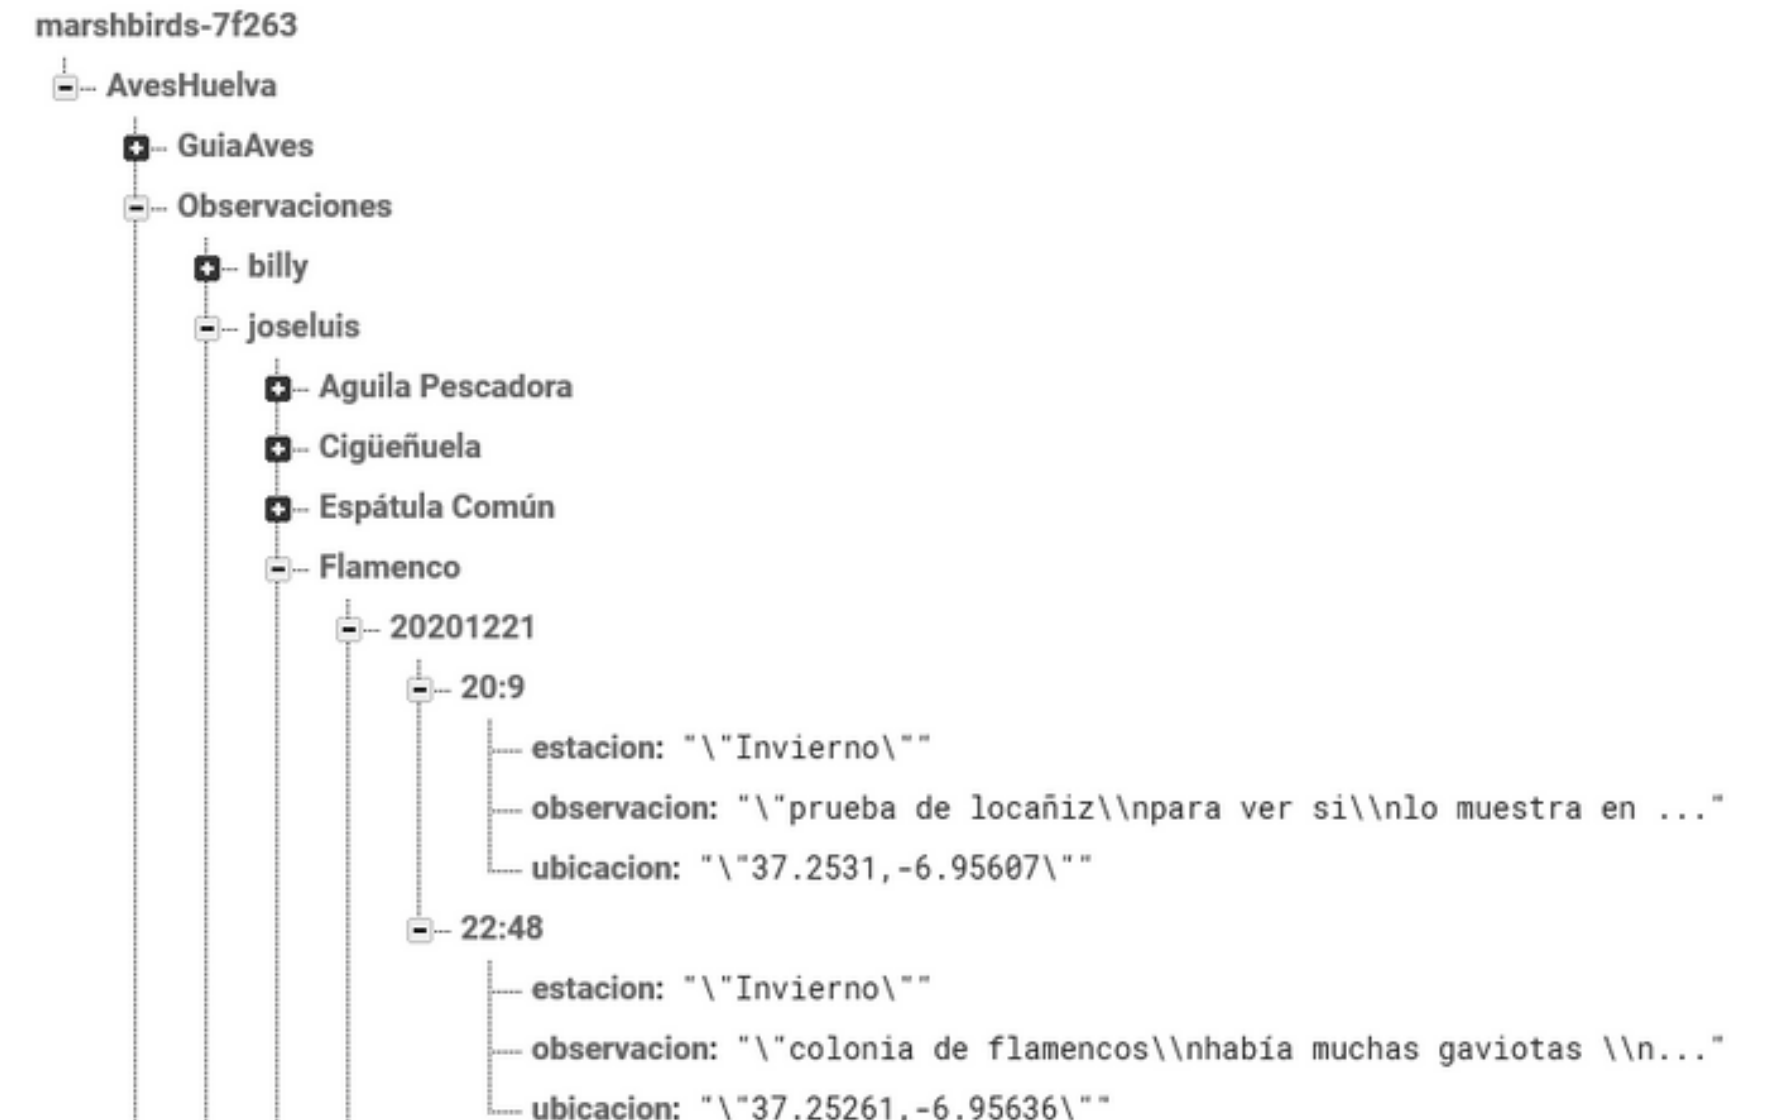 marshbirds-7f263
AvesHuelva
GuiaAves
Observaciones
billy
joseluis
Aguila Pescadora
Cigüeñuela
Espátula Común
Flamenco
20201221
20:9
estacion: "\"Invierno\""
observacion: "\"prueba de locañiz\\npara ver si\\nlo muestra en ..."
ubicacion: "\"37.2531,-6.95607\""
22:48
estacion: "\"Invierno\""
observacion: "\"colonia de flamencos\\nhabía muchas gaviotas \\n..."
ubicacion: "\"37.25261,-6.95636\""